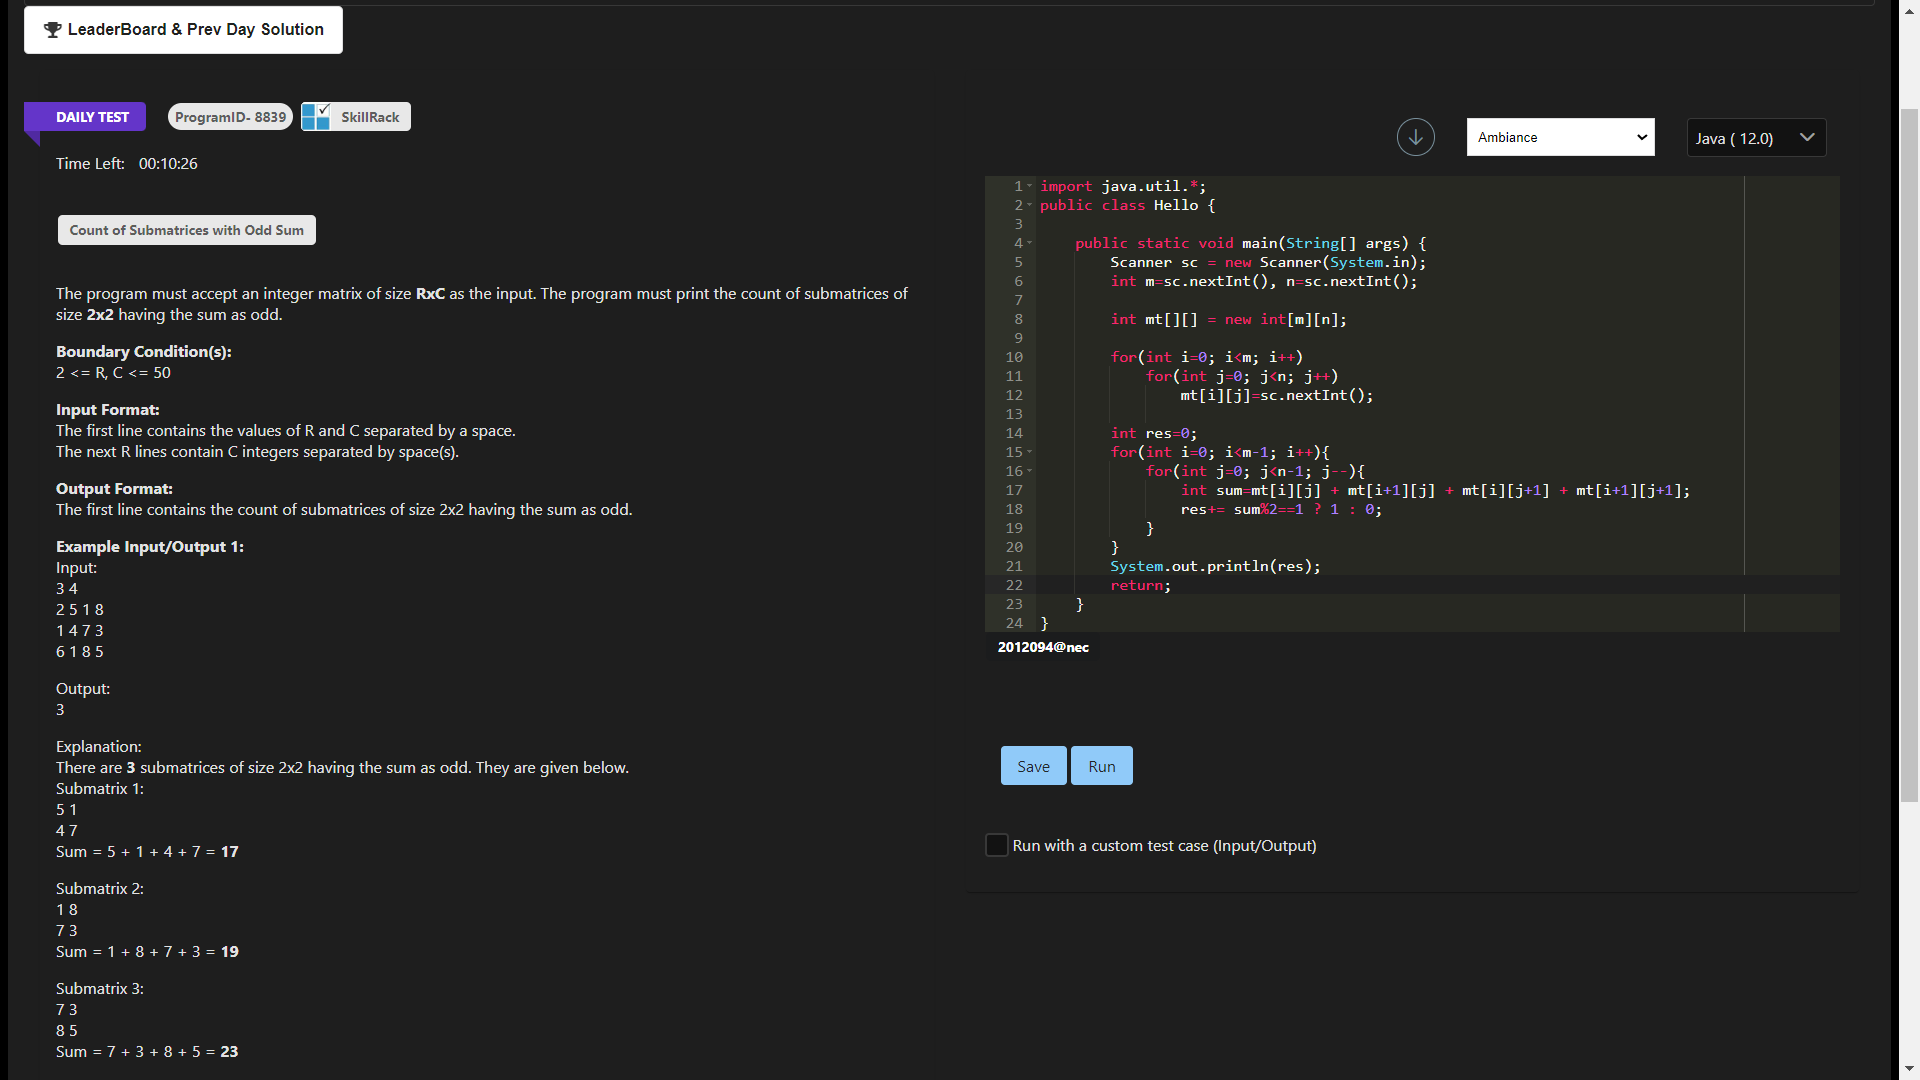 LeaderBoard & Prev Day Solution
DAILY TEST
ProgramID- 8839
SkillRack
Time Left: 00:10:26
Count of Submatrices with Odd Sum
The program must accept an integer matrix of size RxC as the input. The program must print the count of submatrices of
size 2x2 having the sum as odd.
Boundary Condition(s):
2 <= R, C <= 50
Input Format:
The first line contains the values of R and C separated by a space.
The next R lines contain C integers separated by space(s).
Output Format:
The first line contains the count of submatrices of size 2x2 having the sum as odd.
Example Input/Output 1:
Input:
3 4
2 5 1 8
1 4 7 3
6 1 8 5
Output:
3
Explanation:
There are 3 submatrices of size 2x2 having the sum as odd. They are given below.
Submatrix 1:
5 1
4 7
Sum = 5 + 1 + 4 + 7 = 17
Submatrix 2:
1 8
7 3
Sum = 1 + 8 + 7 + 3 = 19
Submatrix 3:
7 3
8 5
Sum = 7 + 3 + 8 + 5 = 23
Ambiance
Java ( 12.0)
1 import java.util.*;
2 public class Hello {
3
4     public static void main(String[] args) {
5         Scanner sc = new Scanner(System.in);
6         int m=sc.nextInt(), n=sc.nextInt();
7
8         int mt[][] = new int[m][n];
9
10         for(int i=0; i<m; i++)
11             for(int j=0; j<n; j++)
12                 mt[i][j]=sc.nextInt();
13
14         int res=0;
15         for(int i=0; i<m-1; i++){
16             for(int j=0; j<n-1; j--){
17                 int sum=mt[i][j] + mt[i+1][j] + mt[i][j+1] + mt[i+1][j+1];
18                 res+= sum%2==1 ? 1 : 0;
19             }
20         }
21         System.out.println(res);
22         return;
23     }
24 }
2012094@nec
Save
Run
Run with a custom test case (Input/Output)